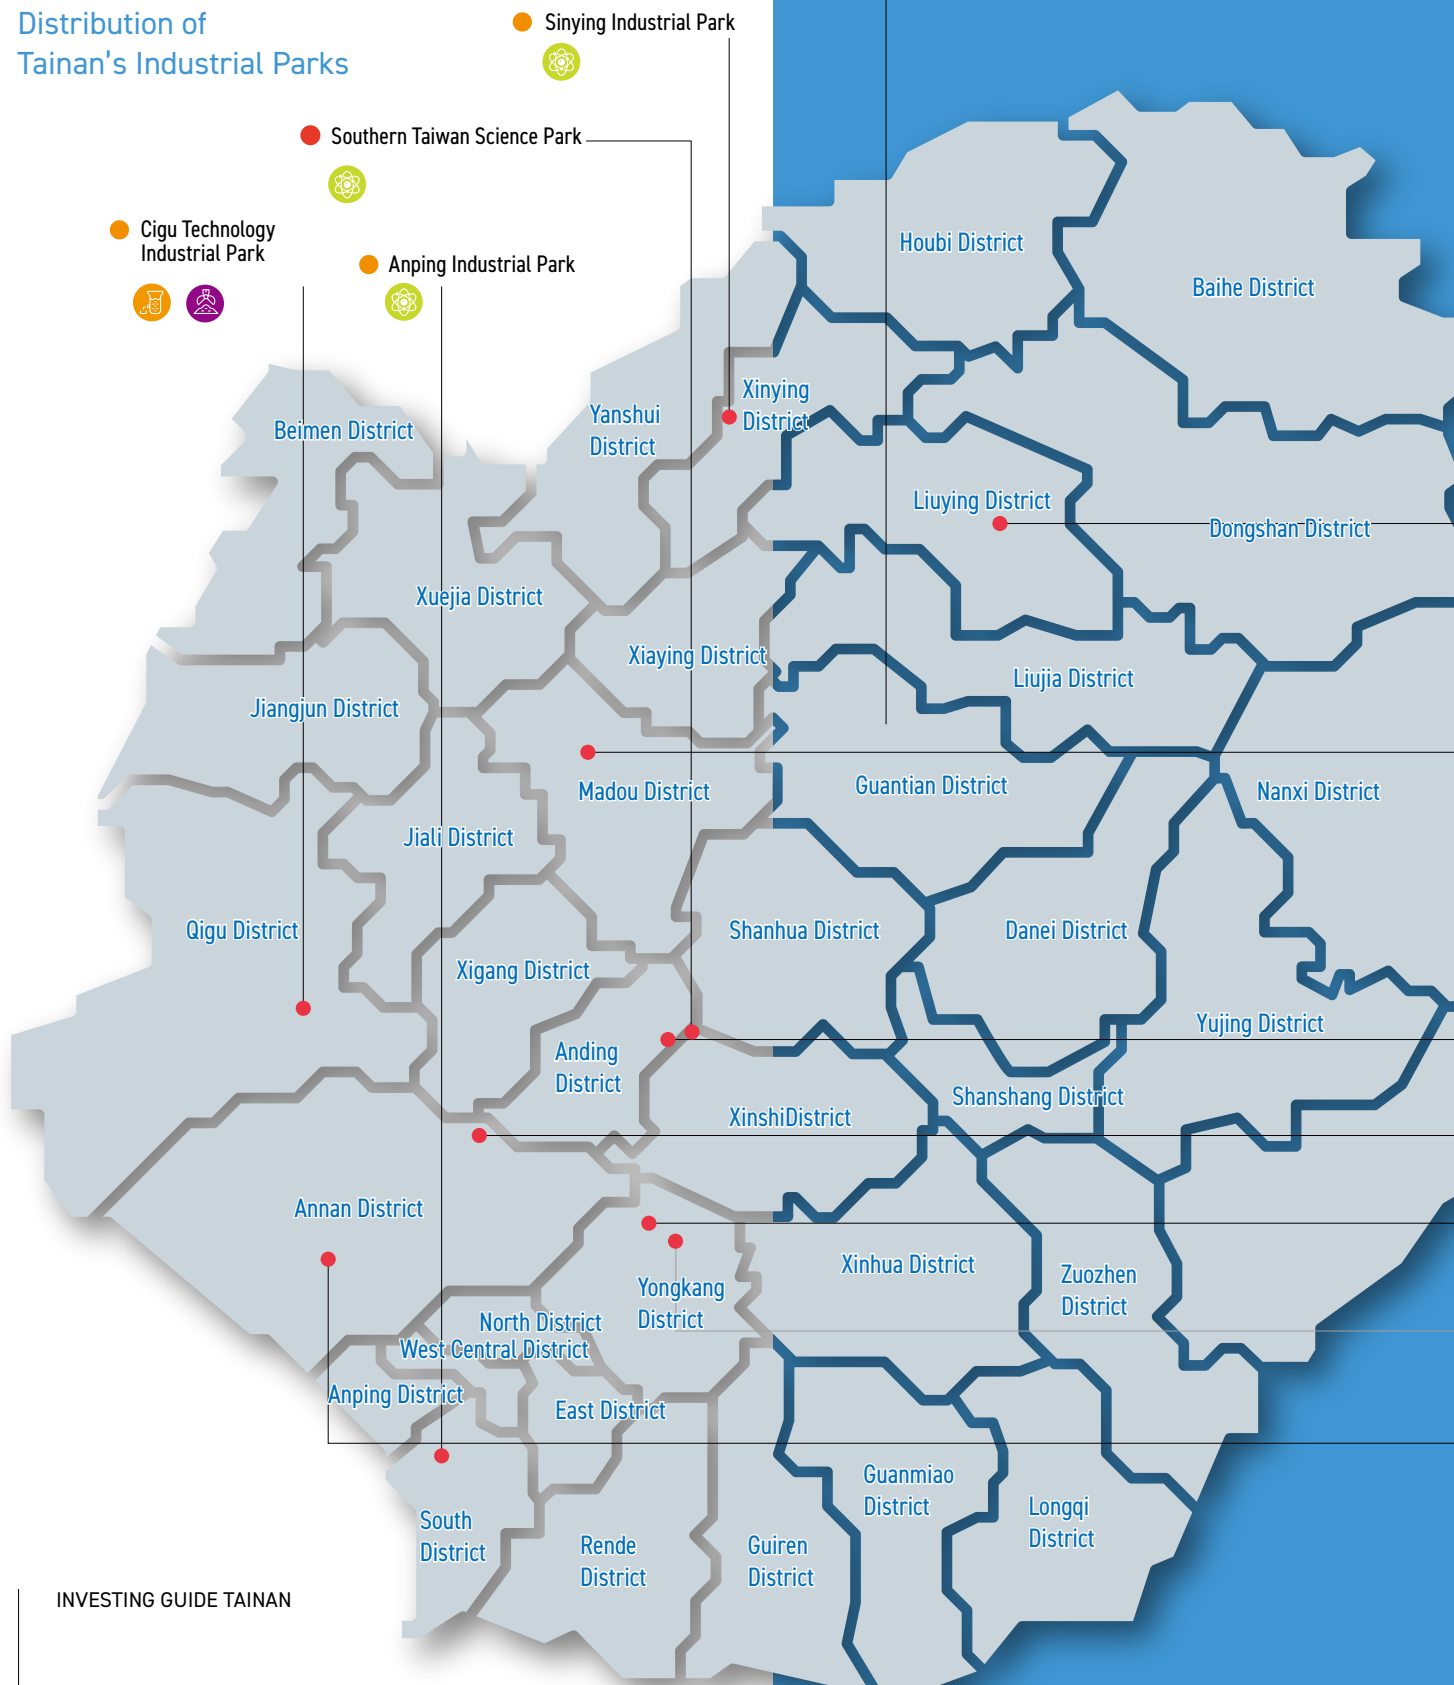 Distribution of
Tainan's Industrial Parks
Sinying Industrial Park
Southern Taiwan Science Park
Cigu Technology
Industrial Park
Anping Industrial Park
Houbi District
Baihe District
Xinying
District
Yanshui
District
Beimen District
Liuying District
Dongshan District
Xuejia District
Xiaying District
Liujia District
Jiangjun District
Madou District
Guantian District
Nanxi District
Jiali District
Qigu District
Shanhua District
Danei District
Xigang District
Yujing District
Anding
District
Shanshang District
XinshiDistrict
Annan District
Xinhua District
Zuozhen
District
Yongkang
District
North District
West Central District
Anping District
East District
Guanmiao
District
Longqi
District
South
District
Rende
District
Guiren
District
INVESTING GUIDE TAINAN